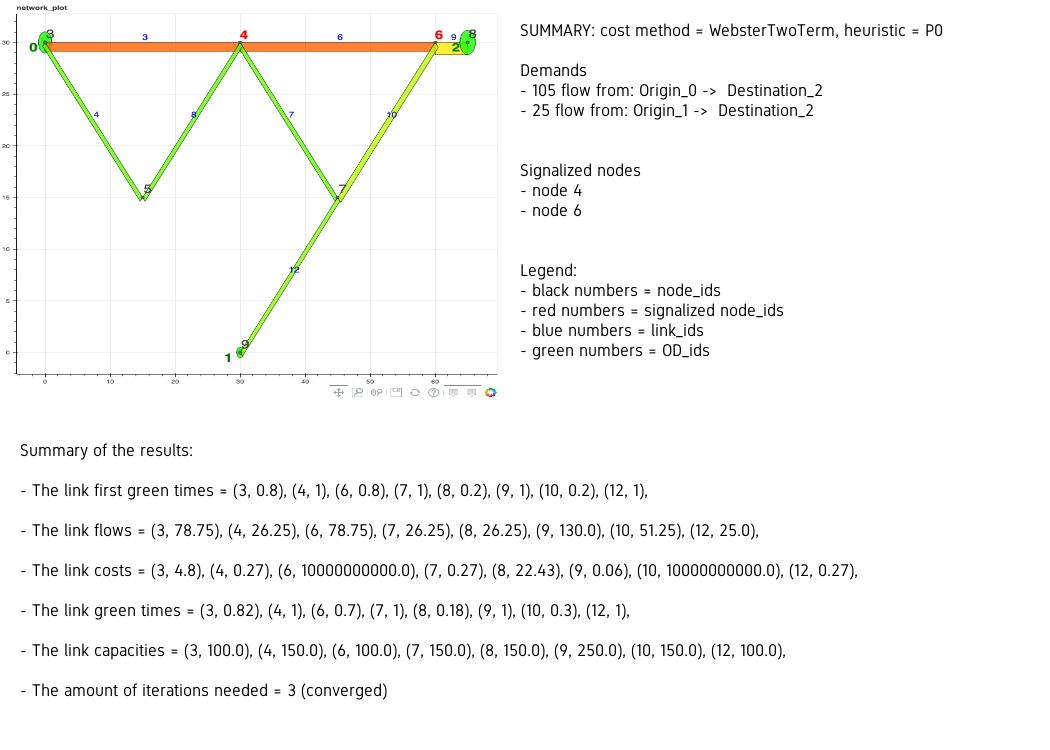 network_plot
3
3
4
6
6
9
8
0
2
30
25
4
8
7
10
20
5
7
15
10
12
5
9
1
0
0
10
20
30
40
50
60
SUMMARY: cost method = WebsterTwoTerm, heuristic = P0
Demands
- 105 flow from: Origin_0 -> Destination_2
- 25 flow from: Origin_1 -> Destination_2
Signalized nodes
- node 4
- node 6
Legend:
- black numbers = node_ids
- red numbers = signalized node_ids
- blue numbers = link_ids
- green numbers = OD_ids
Summary of the results:
- The link first green times = (3, 0.8), (4, 1), (6, 0.8), (7, 1), (8, 0.2), (9, 1), (10, 0.2), (12, 1),
- The link flows = (3, 78.75), (4, 26.25), (6, 78.75), (7, 26.25), (8, 26.25), (9, 130.0), (10, 51.25), (12, 25.0),
- The link costs = (3, 4.8), (4, 0.27), (6, 10000000000.0), (7, 0.27), (8, 22.43), (9, 0.06), (10, 10000000000.0), (12, 0.27),
- The link green times = (3, 0.82), (4, 1), (6, 0.7), (7, 1), (8, 0.18), (9, 1), (10, 0.3), (12, 1),
- The link capacities = (3, 100.0), (4, 150.0), (6, 100.0), (7, 150.0), (8, 150.0), (9, 250.0), (10, 150.0), (12, 100.0),
- The amount of iterations needed = 3 (converged)